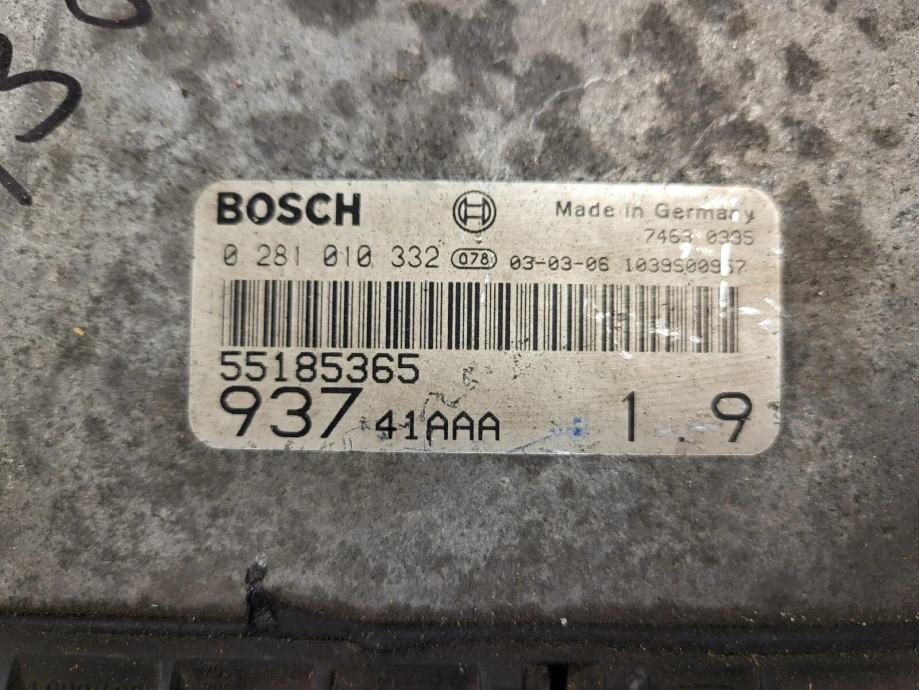 BOSCH Made in Germany
7463 0335
0 281 010 332 078 03-03-06 1039S00957
55185365
937 41AAA 1.9